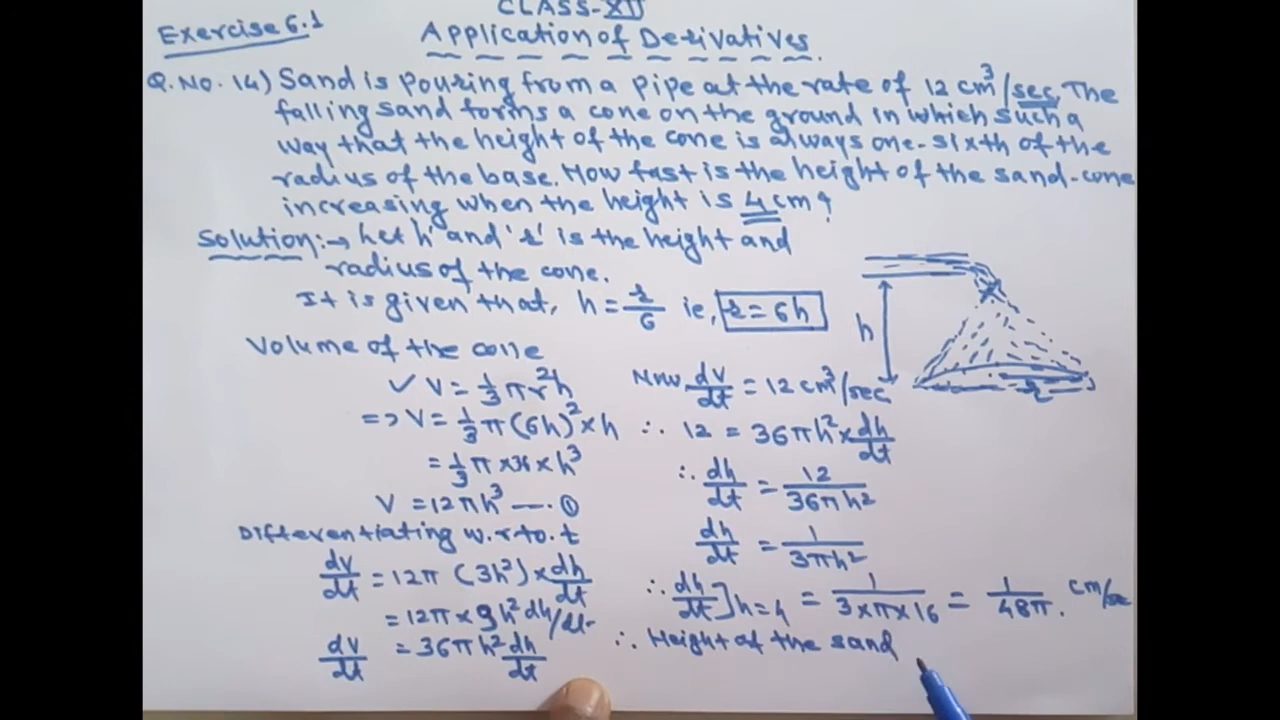 CLASS-XII
Exercise 6.1
Application of Derivatives.
Q.No. 14) Sand is pouring from a pipe at the rate of 12 cm³/sec, The
falling sand forms a cone on the ground in which such a
way that the height of the cone is always one-sixth of the
radius of the base. How fast is the height of the sand-cone
increasing when the height is 4 cm?
Solution:→ Let 'h' and 'r' is the height and
radius of the cone.
It is given that, h = r/6 ie, r = 6h
Volume of the cone
✓ V = 1/3 πr²h
=> V = 1/3 π(6h)² × h
= 1/3 π × 36 × h³
V = 12πh³ —— ①
Differentiating w.r.to.t
dv/dt = 12π (3h²) × dh/dt
= 12π × 3h² dh/dt
dv/dt = 36πh² dh/dt
Now dv/dt = 12 cm³/sec
∴ 12 = 36πh² × dh/dt
∴ dh/dt = 12/36πh²
dh/dt = 1/3πh²
∴ dh/dt]h=4 = 1/3×π×16 = 1/48π. cm/sec
∴ Height of the sand
h
r